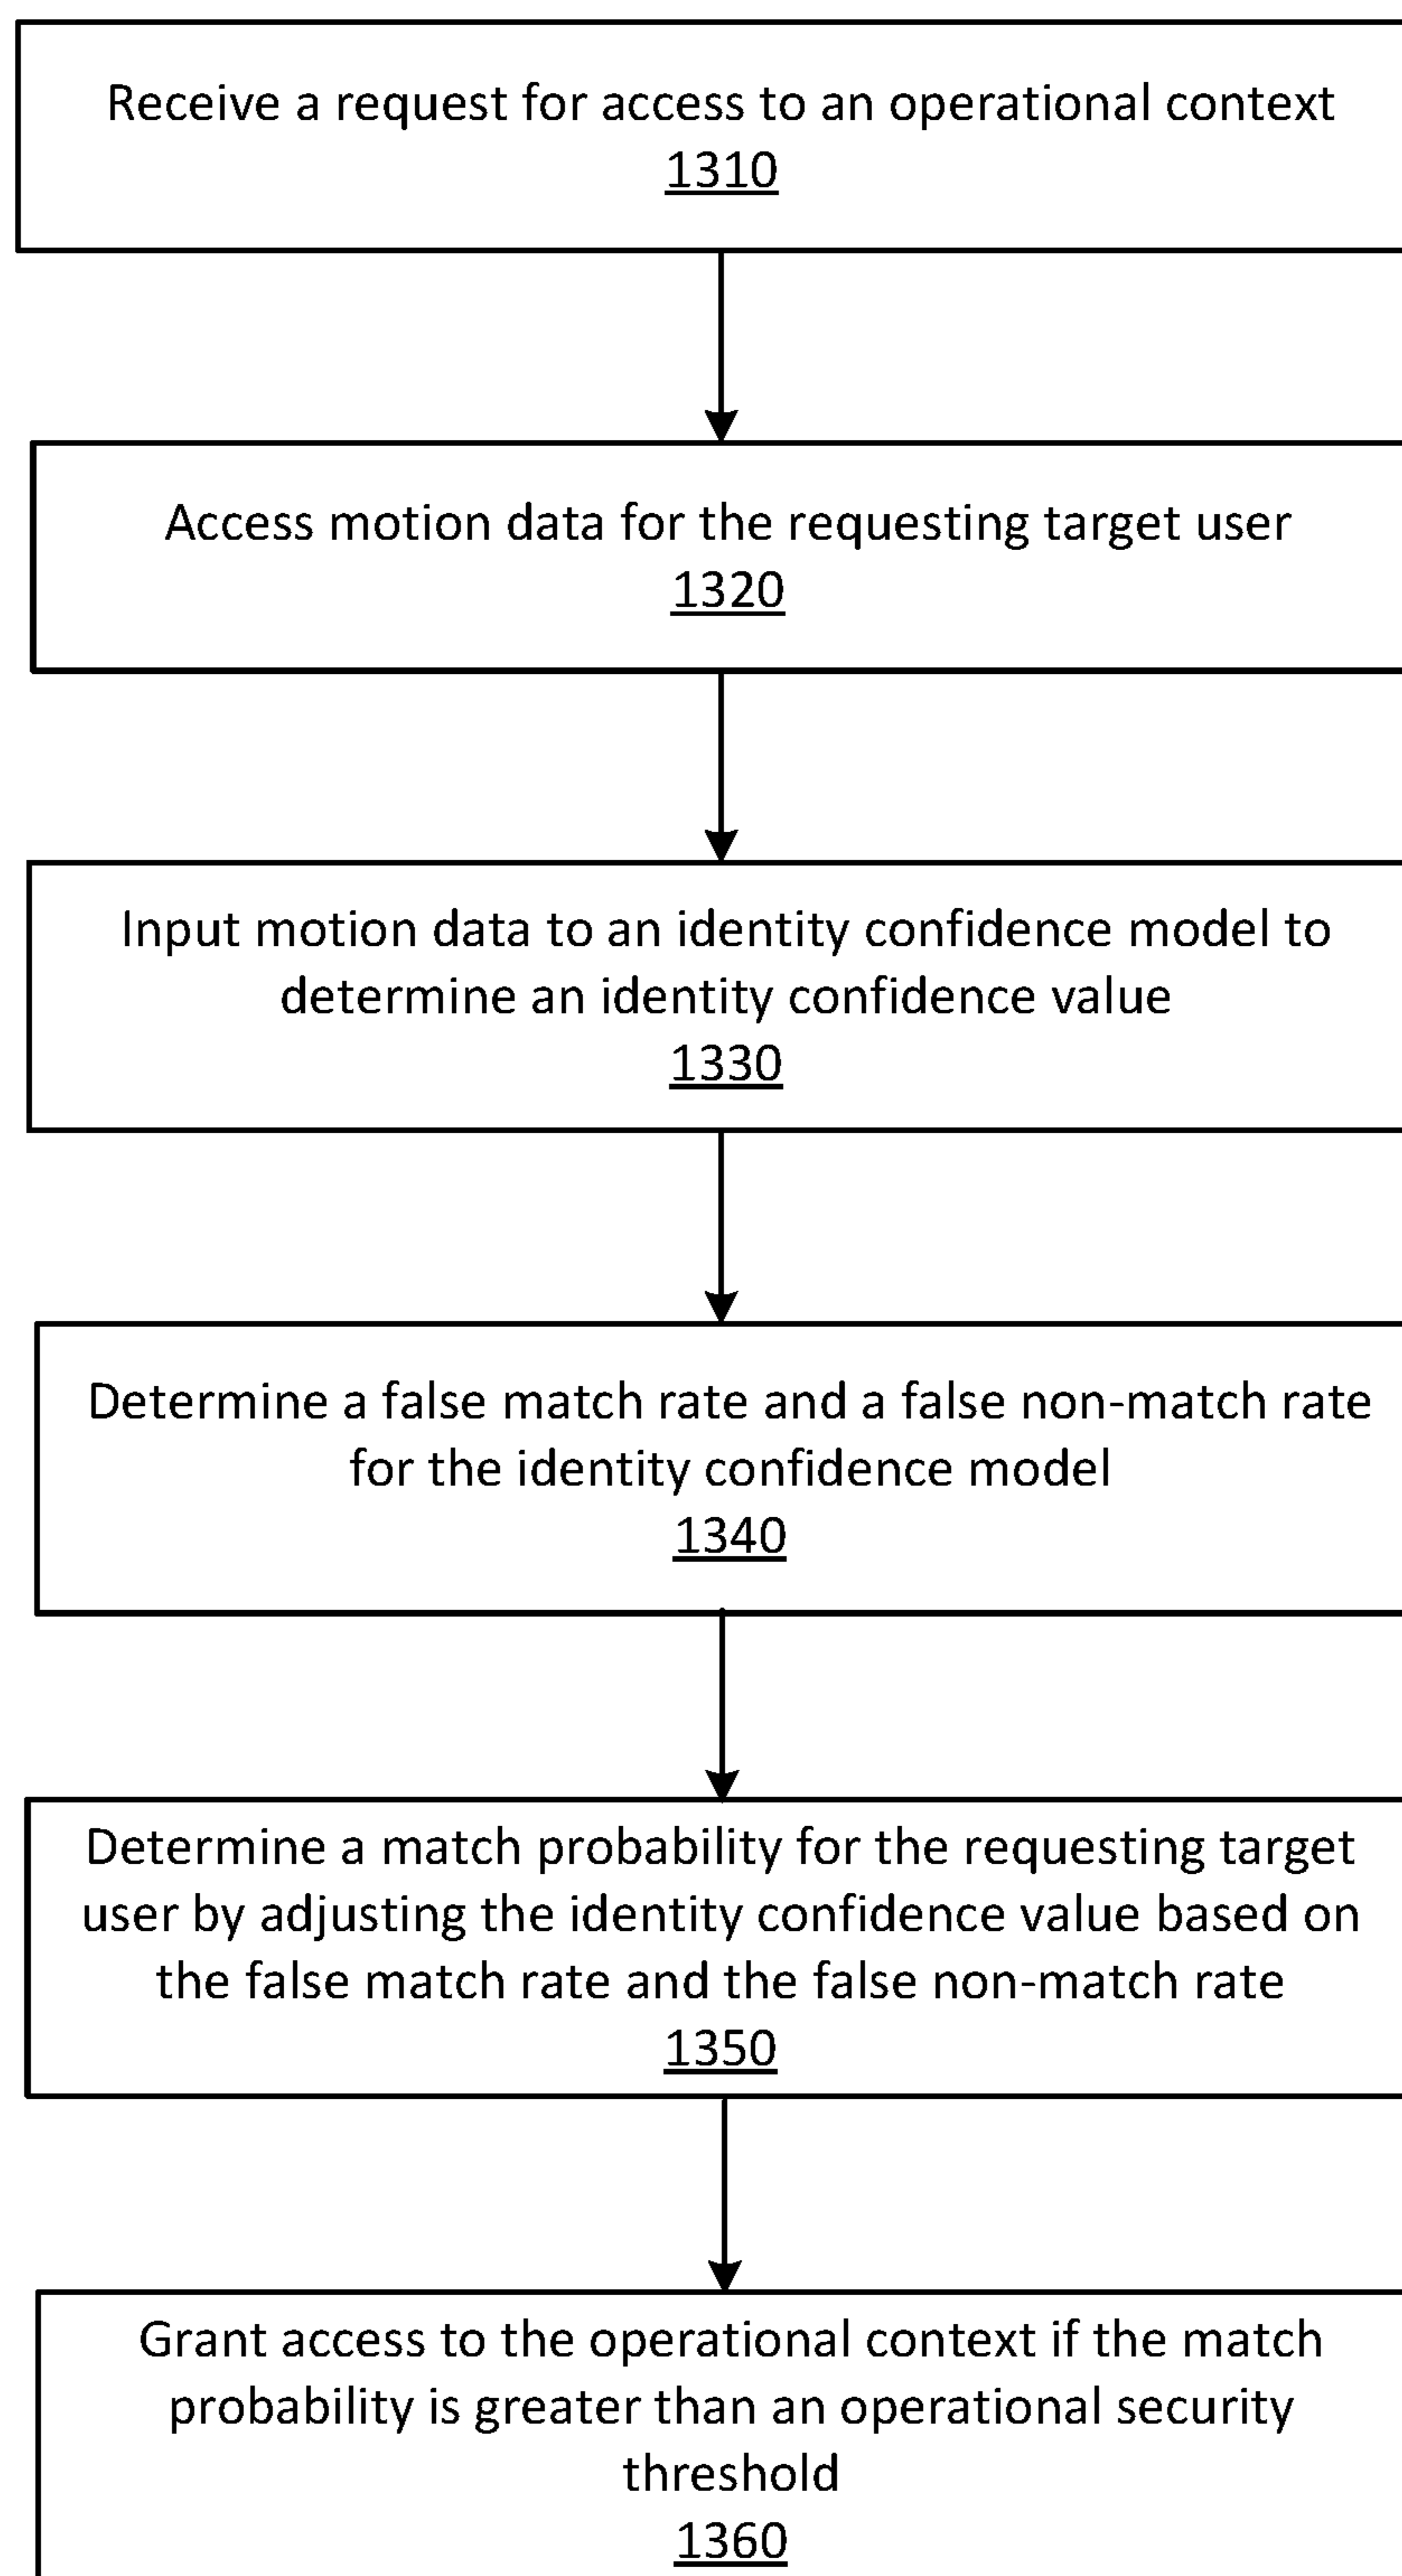 Receive a request for access to an operational context
1310
Access motion data for the requesting target user
1320
Input motion data to an identity confidence model to
determine an identity confidence value
1330
Determine a false match rate and a false non-match rate
for the identity confidence model
1340
Determine a match probability for the requesting target
user by adjusting the identity confidence value based on
the false match rate and the false non-match rate
1350
Grant access to the operational context if the match
probability is greater than an operational security
threshold
1360